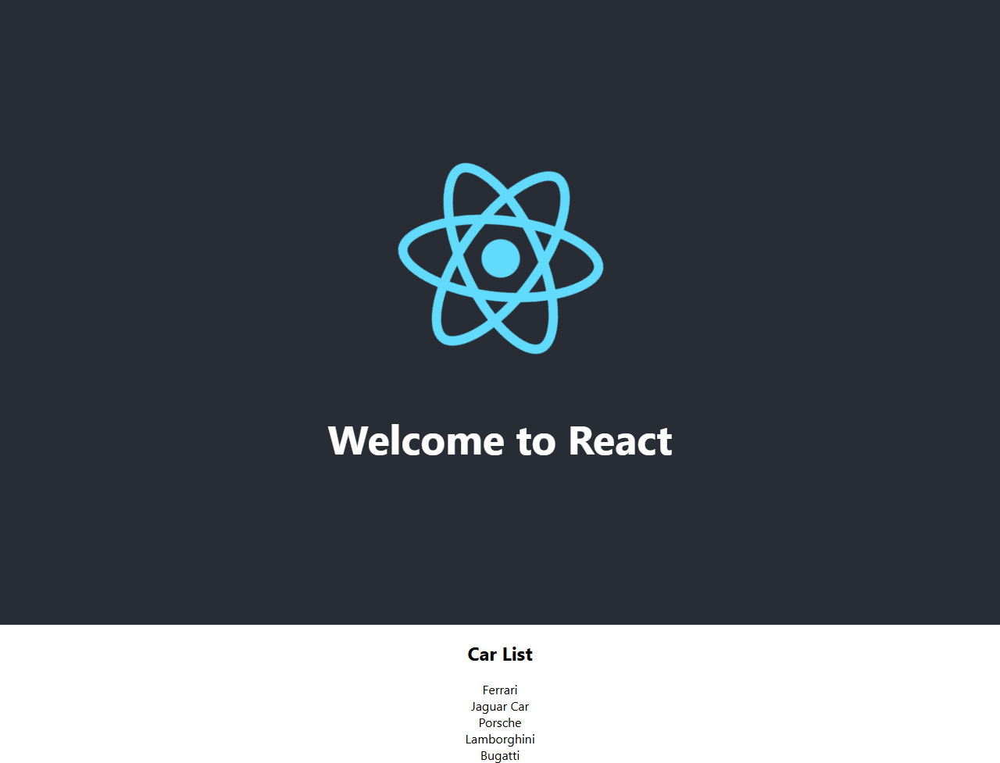 Welcome to React
Car List
Ferrari
Jaguar Car
Porsche
Lamborghini
Bugatti